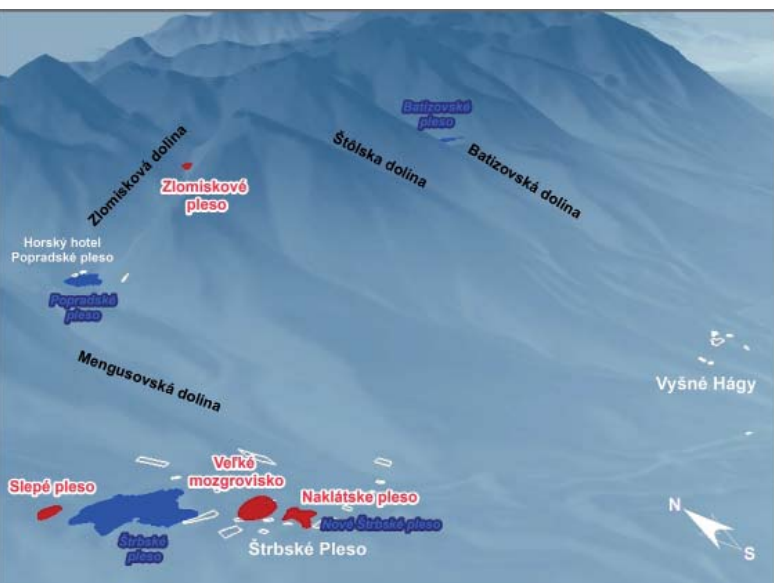 Batizovské
pleso
Zlomisková dolina
Štôlska dolina
Batizovská dolina
Zlomiskové
pleso
Horský hotel
Popradské pleso
Popradské
pleso
Mengusovská dolina
Vyšné Hágy
Slepé pleso
Veľké
mozgrovisko
Naklátske pleso
Nové Štrbské pleso
Štrbské
pleso
Štrbské Pleso
N
S